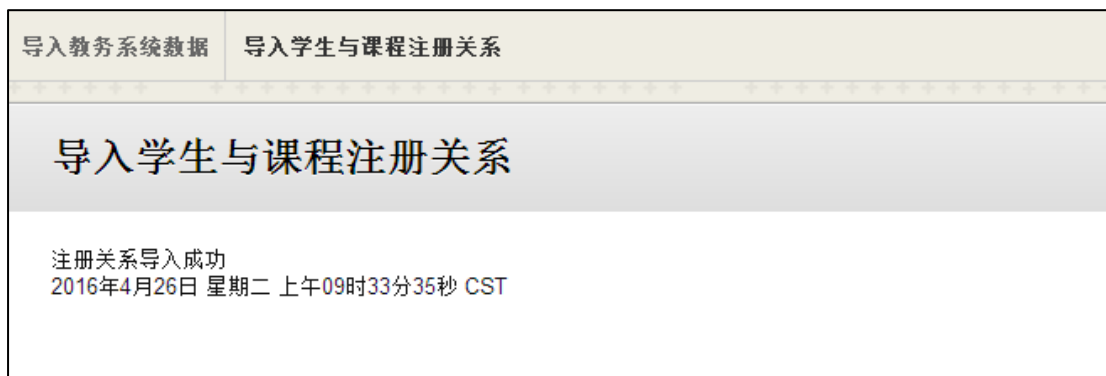 导入教务系统数据 导入学生与课程注册关系
导入学生与课程注册关系
注册关系导入成功
2016年4月26日 星期二 上午09时33分35秒 CST